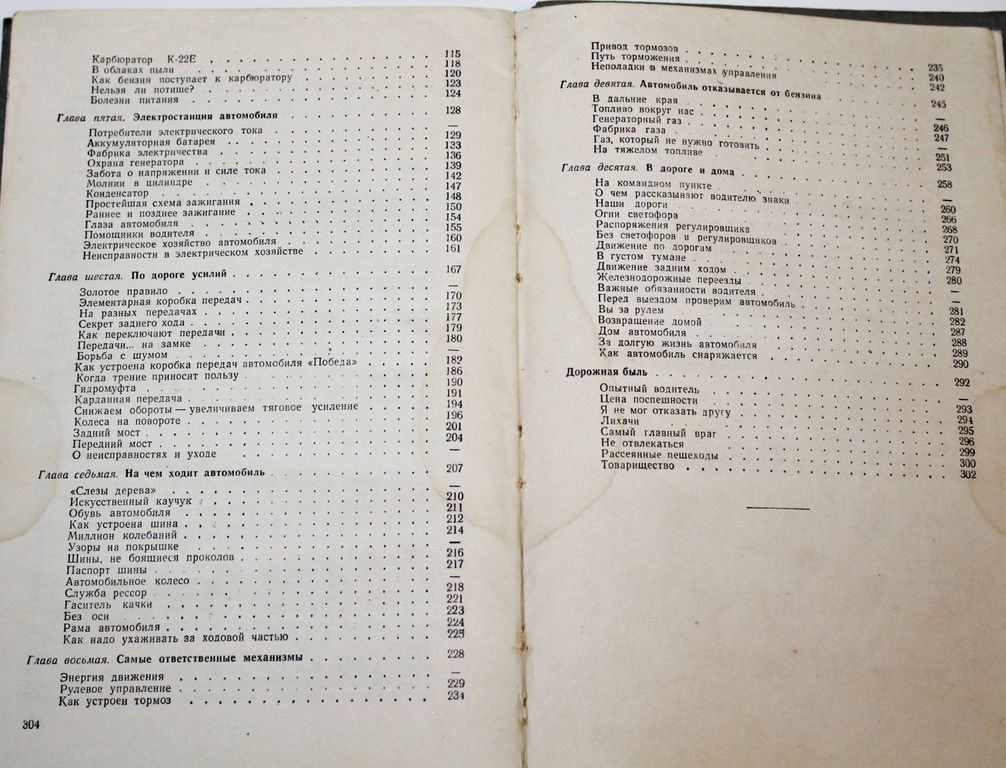 Карбюратор К-22Е . . . 115
В облаках пыли . . . 118
Как бензин поступает к карбюратору . . . 120
Нельзя ли потише? . . . 123
Болезни питания . . . 124
Глава пятая. Электростанция автомобиля . . . 128
Потребители электрического тока . . . —
Аккумуляторная батарея . . . 129
Фабрика электричества . . . 133
Охрана генератора . . . 136
Забота о напряжении и силе тока . . . 139
Молнии в цилиндре . . . 142
Конденсатор . . . 147
Простейшая схема зажигания . . . 148
Раннее и позднее зажигание . . . 150
Глаза автомобиля . . . 154
Помощники водителя . . . 155
Электрическое хозяйство автомобиля . . . 160
Неисправности в электрическом хозяйстве . . . 161
Глава шестая. По дороге усилий . . . 167
Золотое правило . . . —
Элементарная коробка передач . . . 170
На разных передачах . . . 173
Секрет заднего хода . . . 177
Как переключают передачи . . . 179
Передачи... на замке . . . 180
Борьба с шумом . . . —
Как устроена коробка передач автомобиля «Победа» . . . 182
Когда трение приносит пользу . . . 186
Гидромуфта . . . 190
Карданная передача . . . 191
Снижаем обороты — увеличиваем тяговое усиление . . . 194
Колеса на повороте . . . 196
Задний мост . . . 201
Передний мост . . . 204
О неисправностях и уходе . . . —
Глава седьмая. На чем ходит автомобиль . . . 207
«Слезы дерева» . . . —
Искусственный каучук . . . 210
Обувь автомобиля . . . 211
Как устроена шина . . . 212
Миллион колебаний . . . 214
Узоры на покрышке . . . —
Шины, не боящиеся проколов . . . 216
Паспорт шины . . . 217
Автомобильное колесо . . . —
Служба рессор . . . 218
Гаситель качки . . . 221
Без оси . . . 223
Рама автомобиля . . . 224
Как надо ухаживать за ходовой частью . . . 225
Глава восьмая. Самые ответственные механизмы . . . 228
Энергия движения . . . —
Рулевое управление . . . 229
Как устроен тормоз . . . 234
304
Привод тормозов . . . 235
Путь торможения . . . 240
Неполадки в механизмах управления . . . 242
Глава девятая. Автомобиль отказывается от бензина . . . 245
В дальние края . . . —
Топливо вокруг нас . . . 246
Генераторный газ . . . 247
Фабрика газа . . . —
Газ, который не нужно готовить . . . 251
На тяжелом топливе . . . 253
Глава десятая. В дороге и дома . . . 258
На командном пункте . . . —
О чем рассказывают водителю знаки . . . 260
Наши дороги . . . 266
Огни светофора . . . 268
Распоряжения регулировщика . . . 270
Без светофоров и регулировщиков . . . 271
Движение по дорогам . . . 274
В густом тумане . . . 279
Движение задним ходом . . . 280
Железнодорожные переезды . . . —
Важные обязанности водителя . . . —
Перед выездом проверим автомобиль . . . 281
Вы за рулем . . . 282
Возвращение домой . . . 287
Дом автомобиля . . . 288
За долгую жизнь автомобиля . . . 289
Как автомобиль снаряжается . . . 290
Дорожная быль . . . 292
Опытный водитель . . . —
Цена поспешности . . . 293
Я не мог отказать другу . . . 294
Лихачи . . . 295
Самый главный враг . . . 296
Не отвлекаться . . . 299
Рассеянные пешеходы . . . 300
Товарищество . . . 302